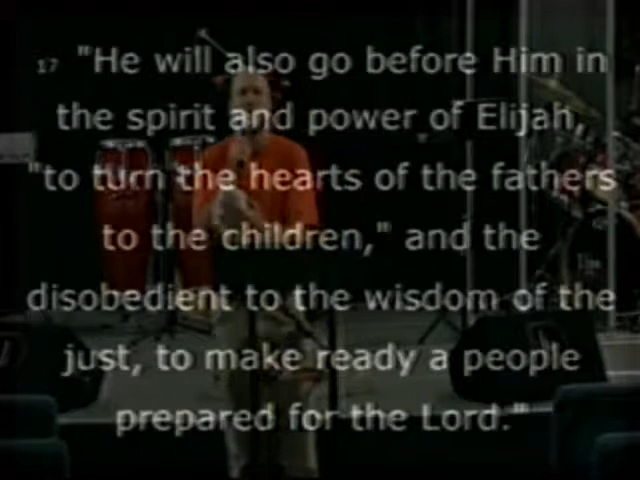 17 "He will also go before Him in
the spirit and power of Elijah,
"to turn the hearts of the fathers
to the children," and the
disobedient to the wisdom of the
just, to make ready a people
prepared for the Lord."